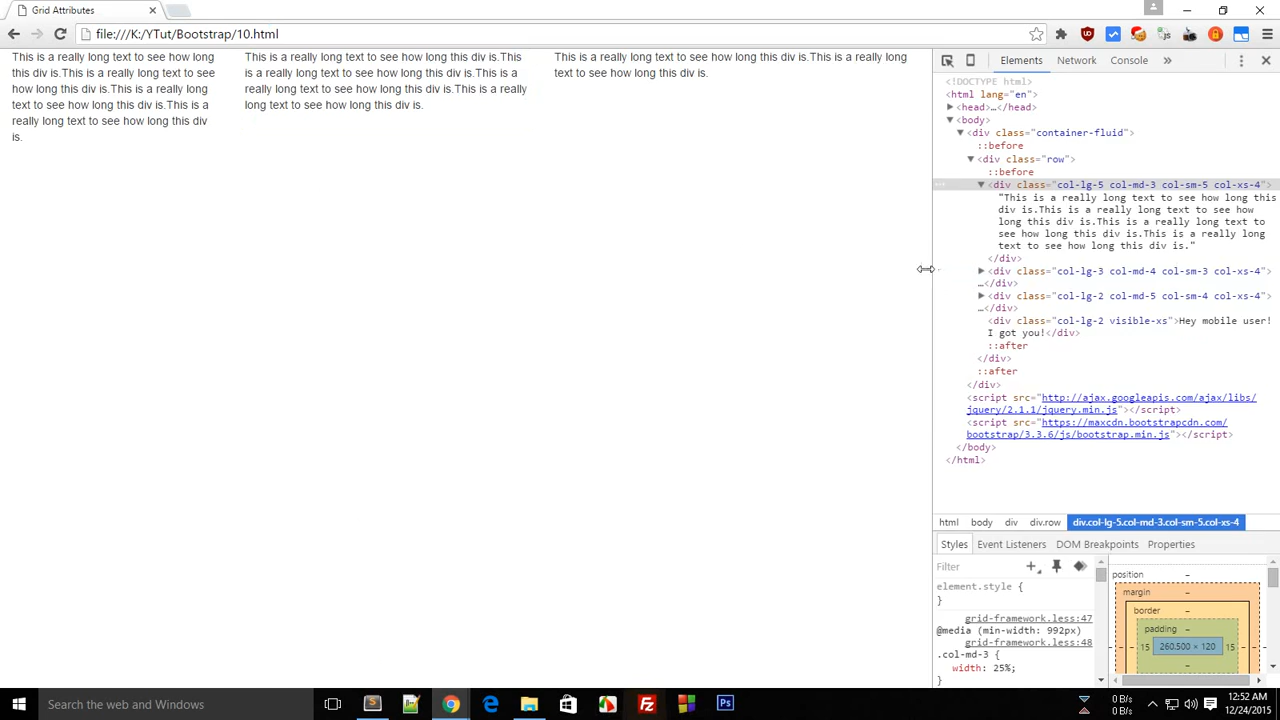 Grid Attributes
file:///K:/YTut/Bootstrap/10.html
This is a really long text to see how long
this div is.This is a really long text to see
how long this div is.This is a really long
text to see how long this div is.This is a
really long text to see how long this div
is.
This is a really long text to see how long this div is.This
is a really long text to see how long this div is.This is a
really long text to see how long this div is.This is a really
long text to see how long this div is.
This is a really long text to see how long this div is.This is a really long
text to see how long this div is.
Elements Network Console »
<!DOCTYPE html>
<html lang="en">
<head>…</head>
<body>
<div class="container-fluid">
::before
<div class="row">
::before
<div class="col-lg-5 col-md-3 col-sm-5 col-xs-4">
"This is a really long text to see how long this
div is.This is a really long text to see how
long this div is.This is a really long text to
see how long this div is.This is a really long
text to see how long this div is."
</div>
<div class="col-lg-3 col-md-4 col-sm-3 col-xs-4">
…</div>
<div class="col-lg-2 col-md-5 col-sm-4 col-xs-4">
…</div>
<div class="col-lg-2 visible-xs">Hey mobile user!
I got you!</div>
::after
</div>
::after
</div>
<script src="http://ajax.googleapis.com/ajax/libs/
jquery/2.1.1/jquery.min.js"></script>
<script src="https://maxcdn.bootstrapcdn.com/
bootstrap/3.3.6/js/bootstrap.min.js"></script>
</body>
</html>
html body div div.row div.col-lg-5.col-md-3.col-sm-5.col-xs-4
Styles Event Listeners DOM Breakpoints Properties
Filter
element.style {
}
grid-framework.less:47
@media (min-width: 992px)
grid-framework.less:48
.col-md-3 {
width: 25%;
}
position –
margin –
border –
padding –
15 260.500 × 120 15
–
Search the web and Windows
0 B/s
0 B/s
12:52 AM
12/24/2015